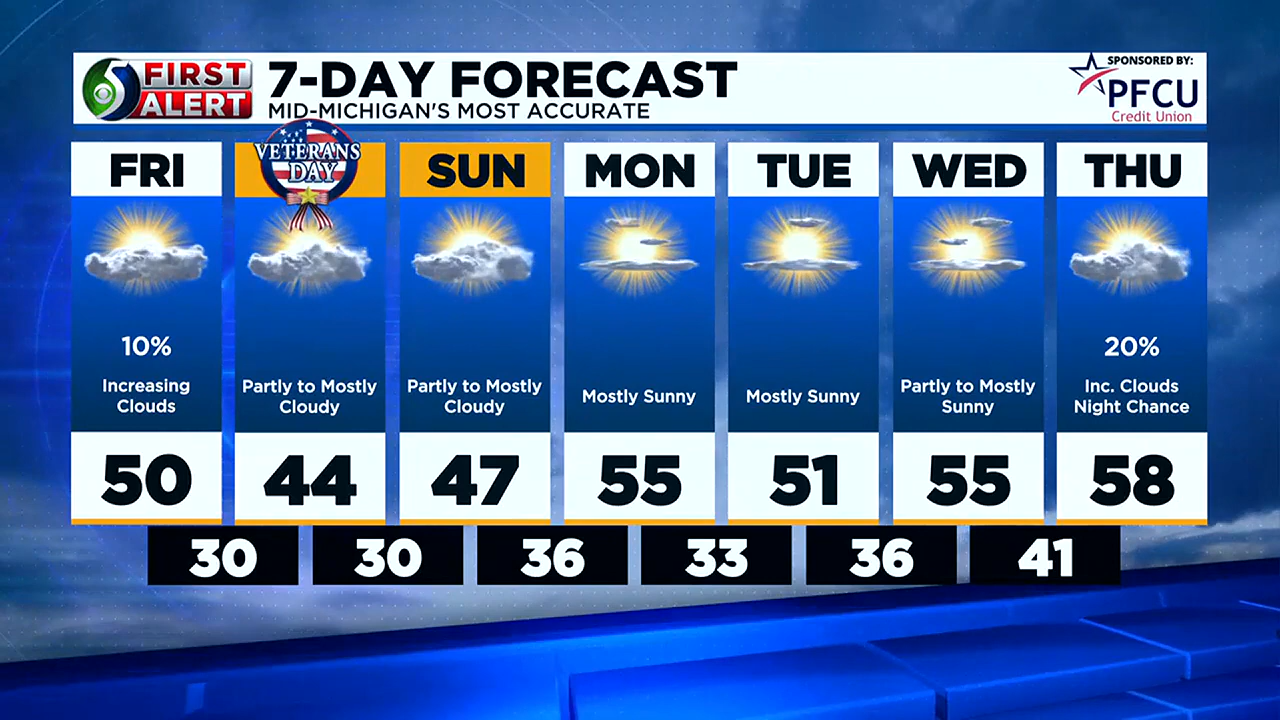 5 FIRST
ALERT
7-DAY FORECAST
MID-MICHIGAN'S MOST ACCURATE
SPONSORED BY:
PFCU
Credit Union
FRI
VETERANS
DAY
SUN
MON
TUE
WED
THU
10%
20%
Increasing
Clouds
Partly to Mostly
Cloudy
Partly to Mostly
Cloudy
Mostly Sunny
Mostly Sunny
Partly to Mostly
Sunny
Inc. Clouds
Night Chance
50
44
47
55
51
55
58
30
30
36
33
36
41